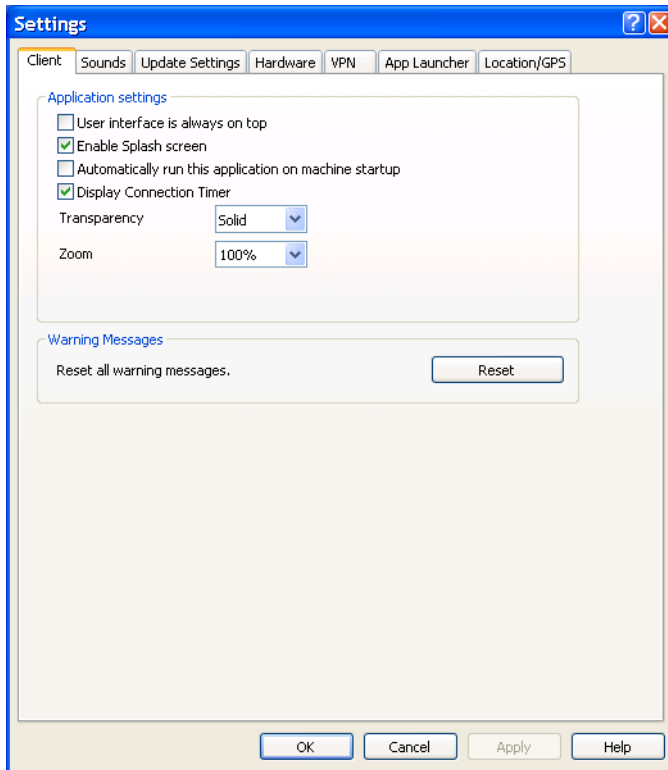 Settings
Client Sounds Update Settings Hardware VPN App Launcher Location/GPS
Application settings
User interface is always on top
Enable Splash screen
Automatically run this application on machine startup
Display Connection Timer
Transparency Solid
Zoom 100%
Warning Messages
Reset all warning messages. Reset
OK Cancel Apply Help